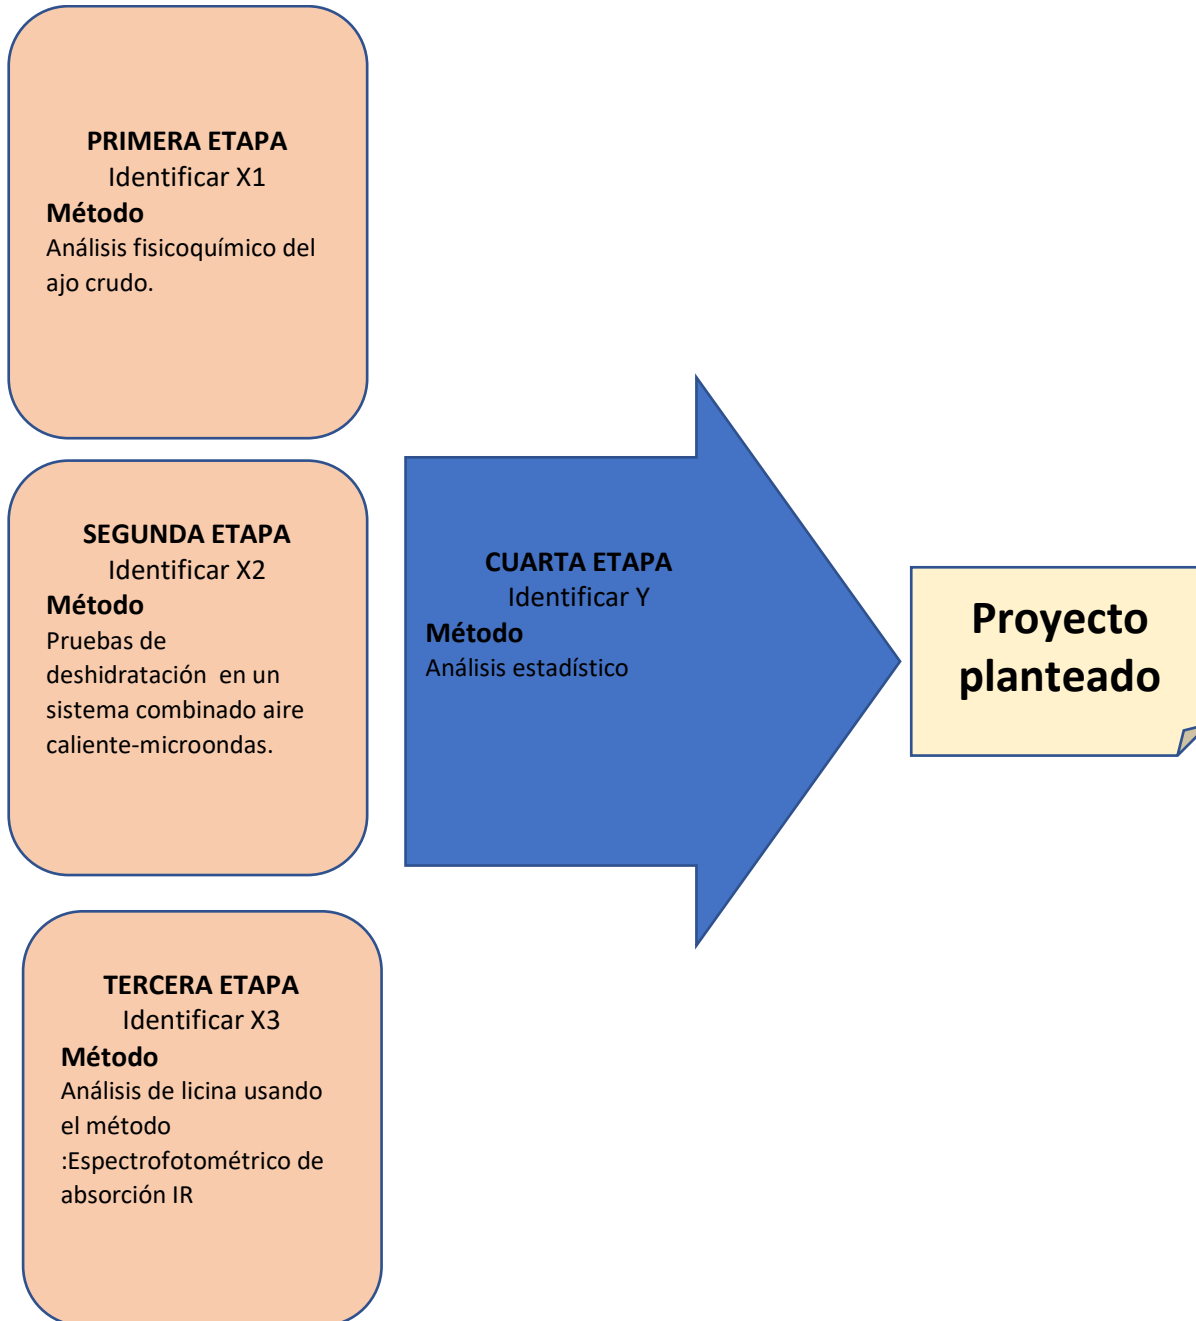 PRIMERA ETAPA
Identificar X1
Método
Análisis fisicoquímico del
ajo crudo.
SEGUNDA ETAPA
Identificar X2
Método
Pruebas de
deshidratación  en un
sistema combinado aire
caliente-microondas.
TERCERA ETAPA
Identificar X3
Método
Análisis de licina usando
el método
:Espectrofotométrico de
absorción IR
CUARTA ETAPA
Identificar Y
Método
Análisis estadístico
Proyecto
planteado